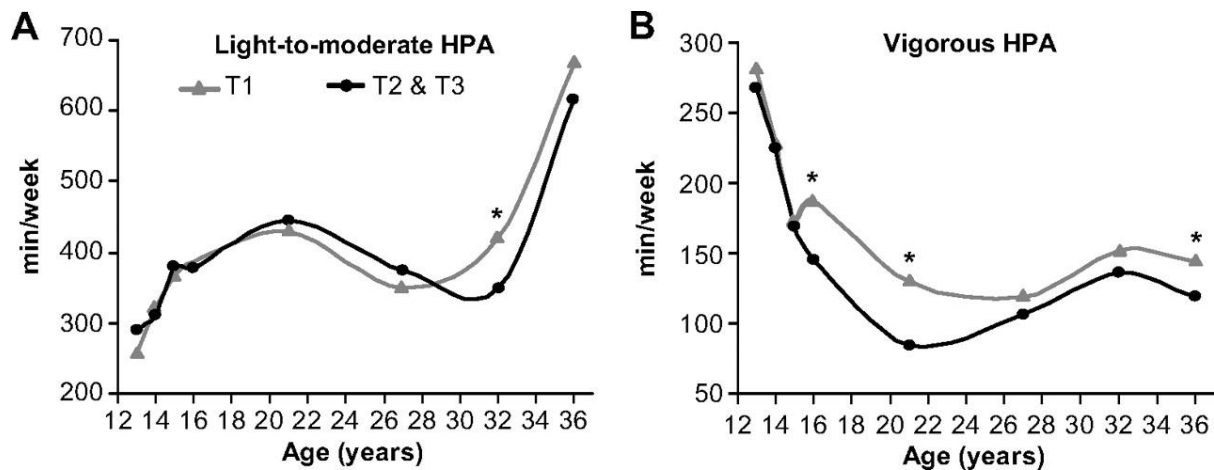 A
Light-to-moderate HPA
T1
T2 & T3
min/week
700
600
500
400
300
200
*
12 14 16 18 20 22 24 26 28 30 32 34 36
Age (years)
B
Vigorous HPA
min/week
300
250
200
150
100
50
*
*
*
12 14 16 18 20 22 24 26 28 30 32 34 36
Age (years)